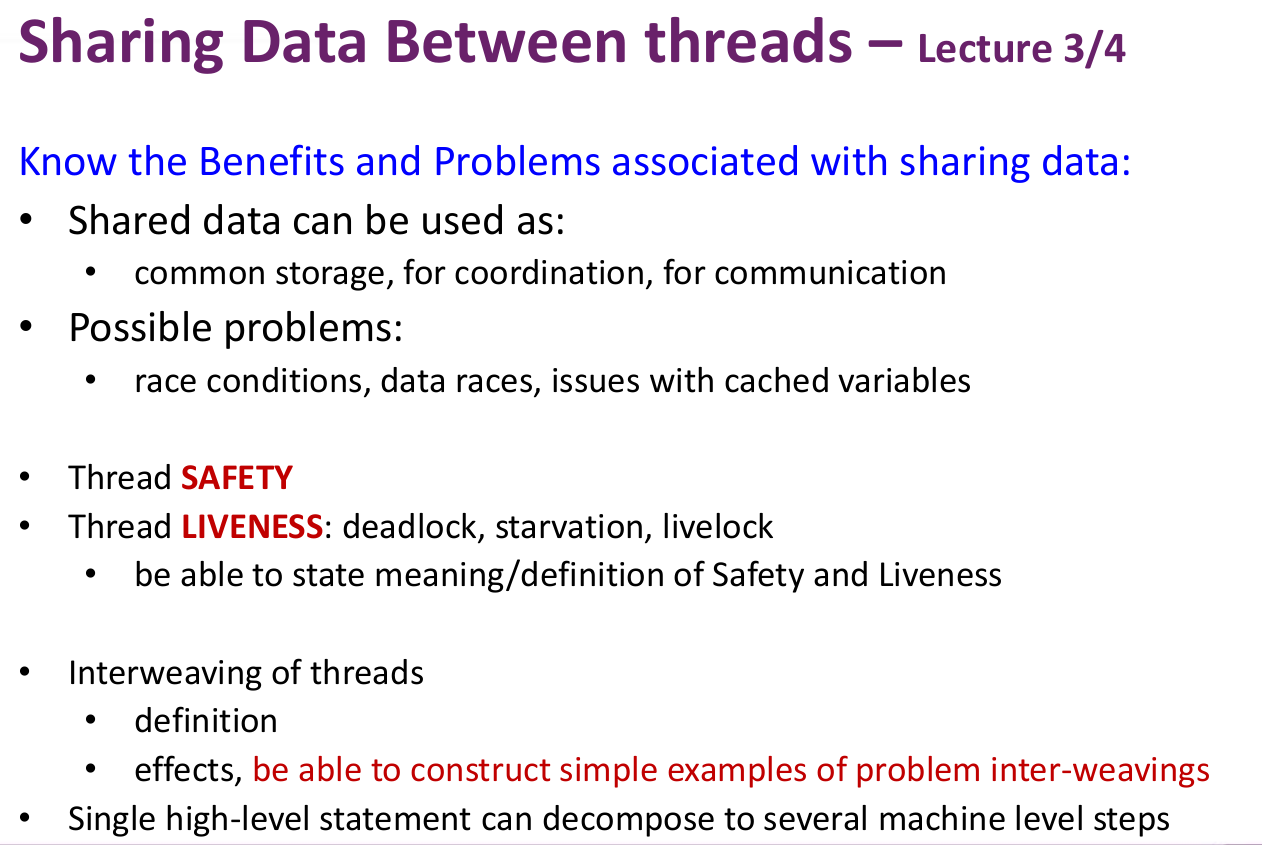 Sharing Data Between threads – Lecture 3/4
Know the Benefits and Problems associated with sharing data:
• Shared data can be used as:
• common storage, for coordination, for communication
• Possible problems:
• race conditions, data races, issues with cached variables
• Thread SAFETY
• Thread LIVENESS: deadlock, starvation, livelock
• be able to state meaning/definition of Safety and Liveness
• Interweaving of threads
• definition
• effects, be able to construct simple examples of problem inter-weavings
• Single high-level statement can decompose to several machine level steps